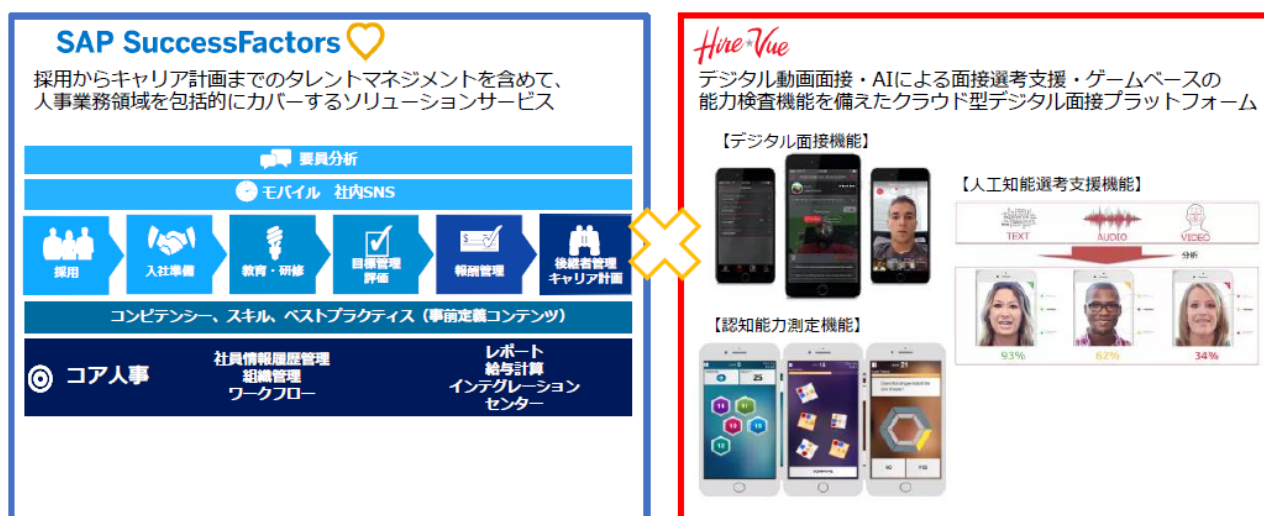 SAP SuccessFactors
採用からキャリア計画までのタレントマネジメントを含めて、
人事業務領域を包括的にカバーするソリューションサービス
要員分析
モバイル 社内SNS
採用
入社準備
教育・研修
目標管理
評価
報酬管理
後継者管理
キャリア計画
コンピテンシー、スキル、ベストプラクティス（事前定義コンテンツ）
コア人事
社員情報履歴管理
組織管理
ワークフロー
レポート
給与計算
インテグレーション
センター
HireVue
デジタル動画面接・AIによる面接選考支援・ゲームベースの
能力検査機能を備えたクラウド型デジタル面接プラットフォーム
【デジタル面接機能】
【人工知能選考支援機能】
TEXT
AUDIO
VIDEO
分析
93%
62%
34%
【認知能力測定機能】
25
21
NO
YES